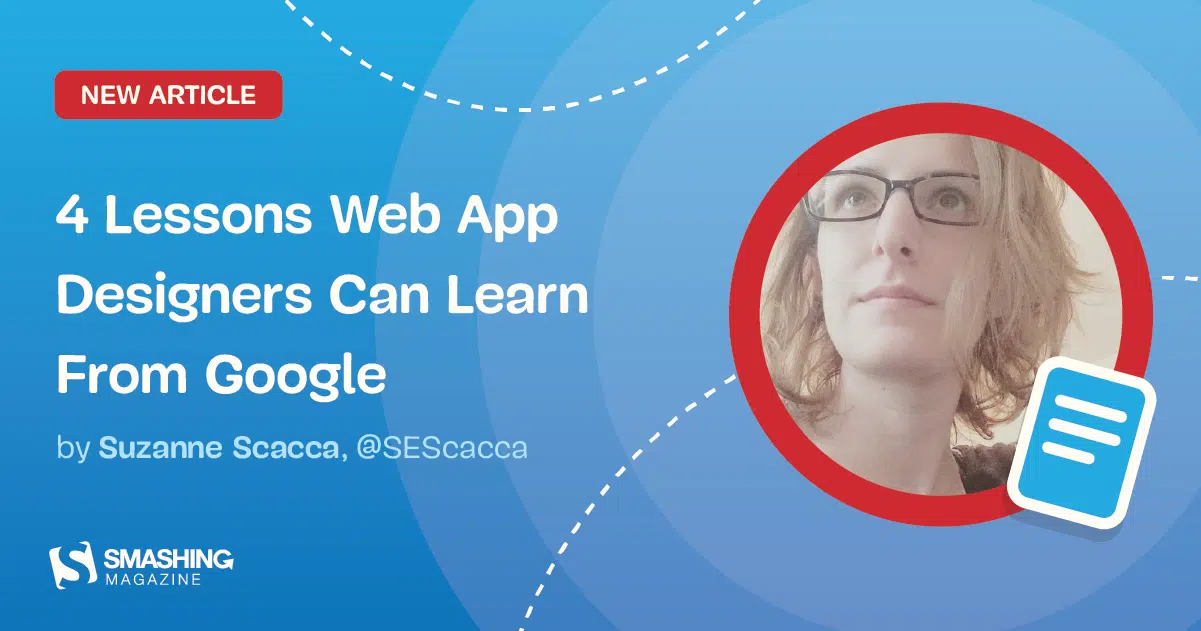 NEW ARTICLE
4 Lessons Web App
Designers Can Learn
From Google
by Suzanne Scacca, @SEScacca
SMASHING
MAGAZINE